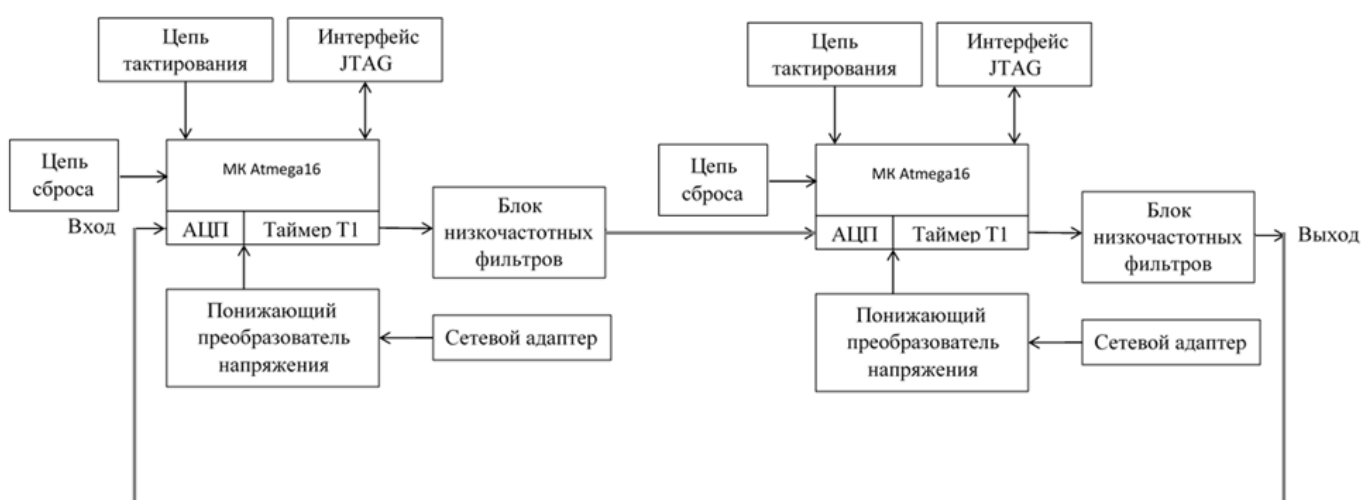 Цепь
тактирования
Интерфейс
JTAG
Цепь
сброса
МК Atmega16
Вход
АЦП
Таймер Т1
Блок
низкочастотных
фильтров
Понижающий
преобразователь
напряжения
Сетевой адаптер
Цепь
тактирования
Интерфейс
JTAG
Цепь
сброса
МК Atmega16
АЦП
Таймер Т1
Блок
низкочастотных
фильтров
Выход
Понижающий
преобразователь
напряжения
Сетевой адаптер